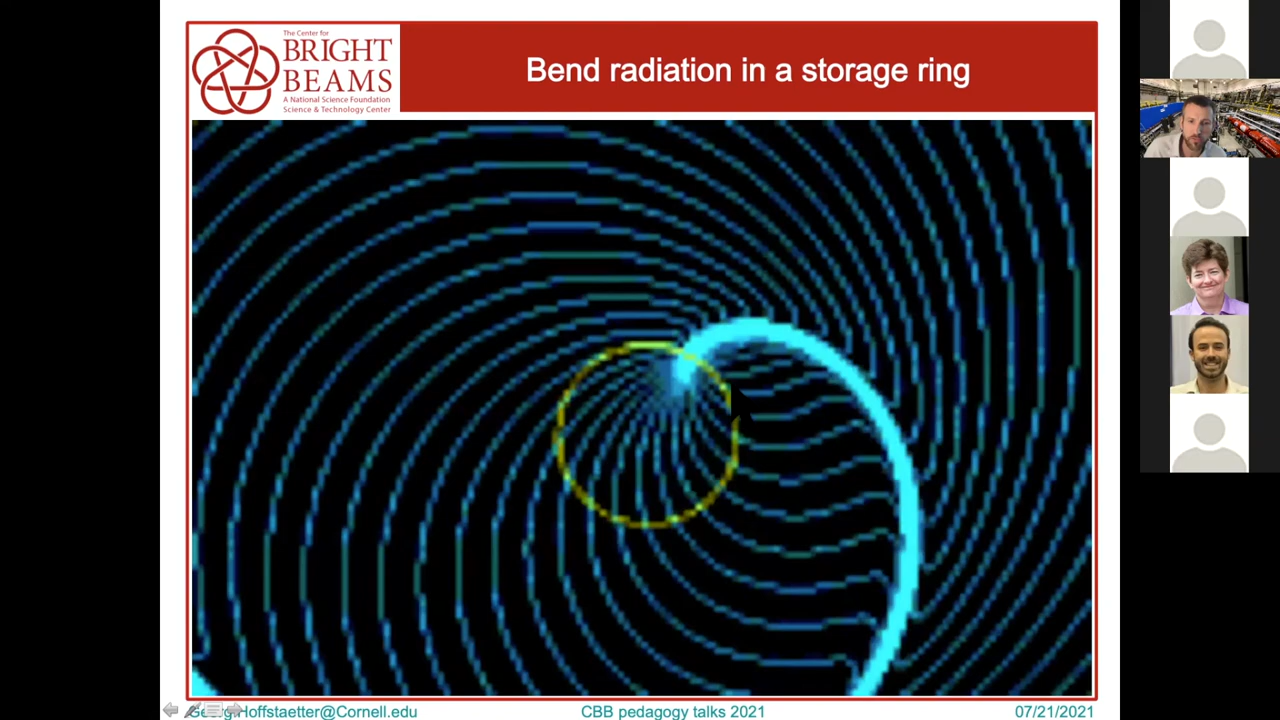 The Center for
BRIGHT
BEAMS
A National Science Foundation
Science & Technology Center
Bend radiation in a storage ring
Georg.Hoffstaetter@Cornell.edu
CBB pedagogy talks 2021
07/21/2021